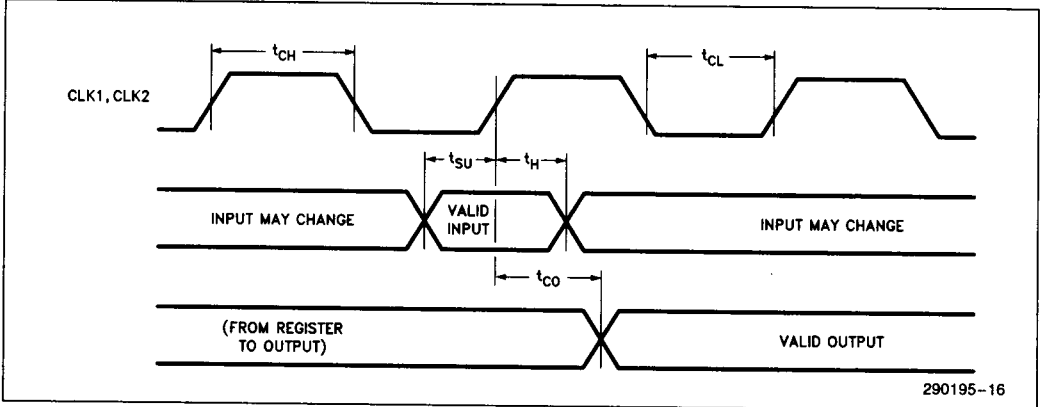 tCH
tCL
CLK1, CLK2
tSU
tH
INPUT MAY CHANGE
VALID
INPUT
INPUT MAY CHANGE
tCO
(FROM REGISTER
TO OUTPUT)
VALID OUTPUT
290195-16